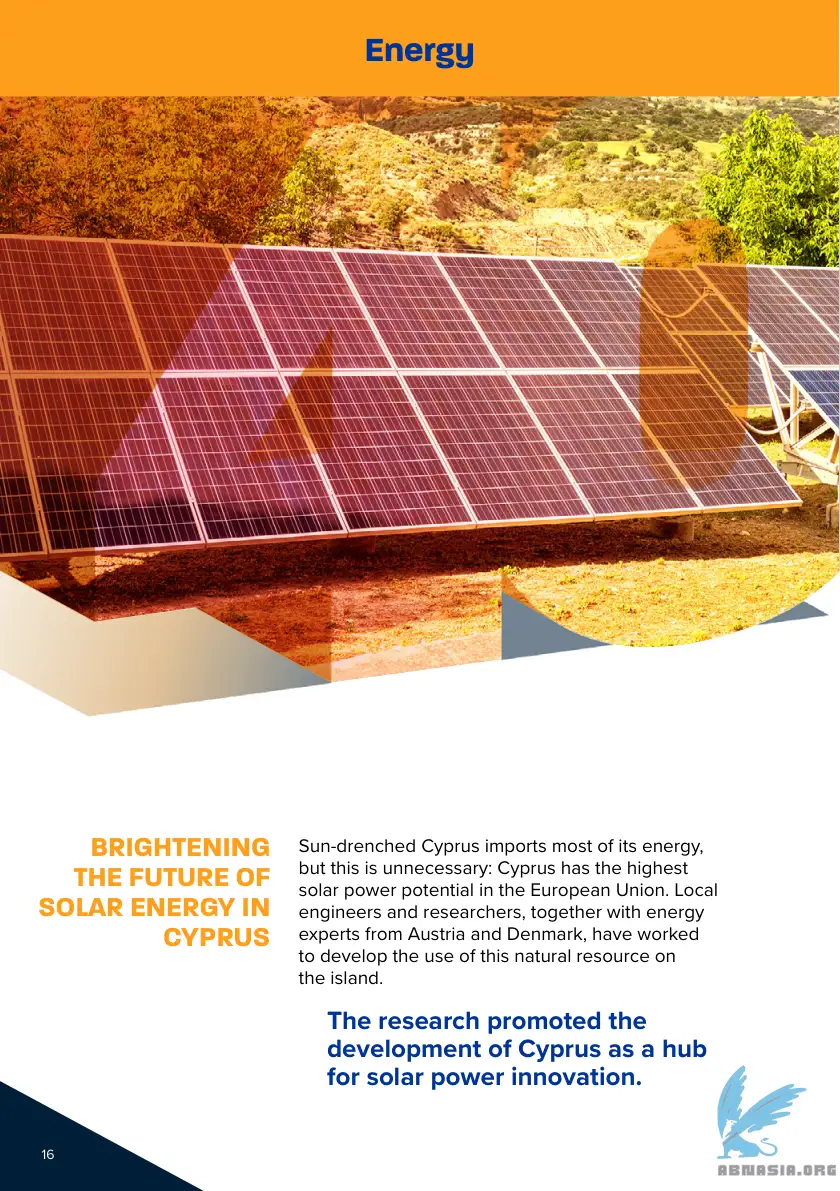 Energy
BRIGHTENING
THE FUTURE OF
SOLAR ENERGY IN
CYPRUS
Sun-drenched Cyprus imports most of its energy,
but this is unnecessary: Cyprus has the highest
solar power potential in the European Union. Local
engineers and researchers, together with energy
experts from Austria and Denmark, have worked
to develop the use of this natural resource on
the island.
The research promoted the
development of Cyprus as a hub
for solar power innovation.
16
ABNASIA.ORG